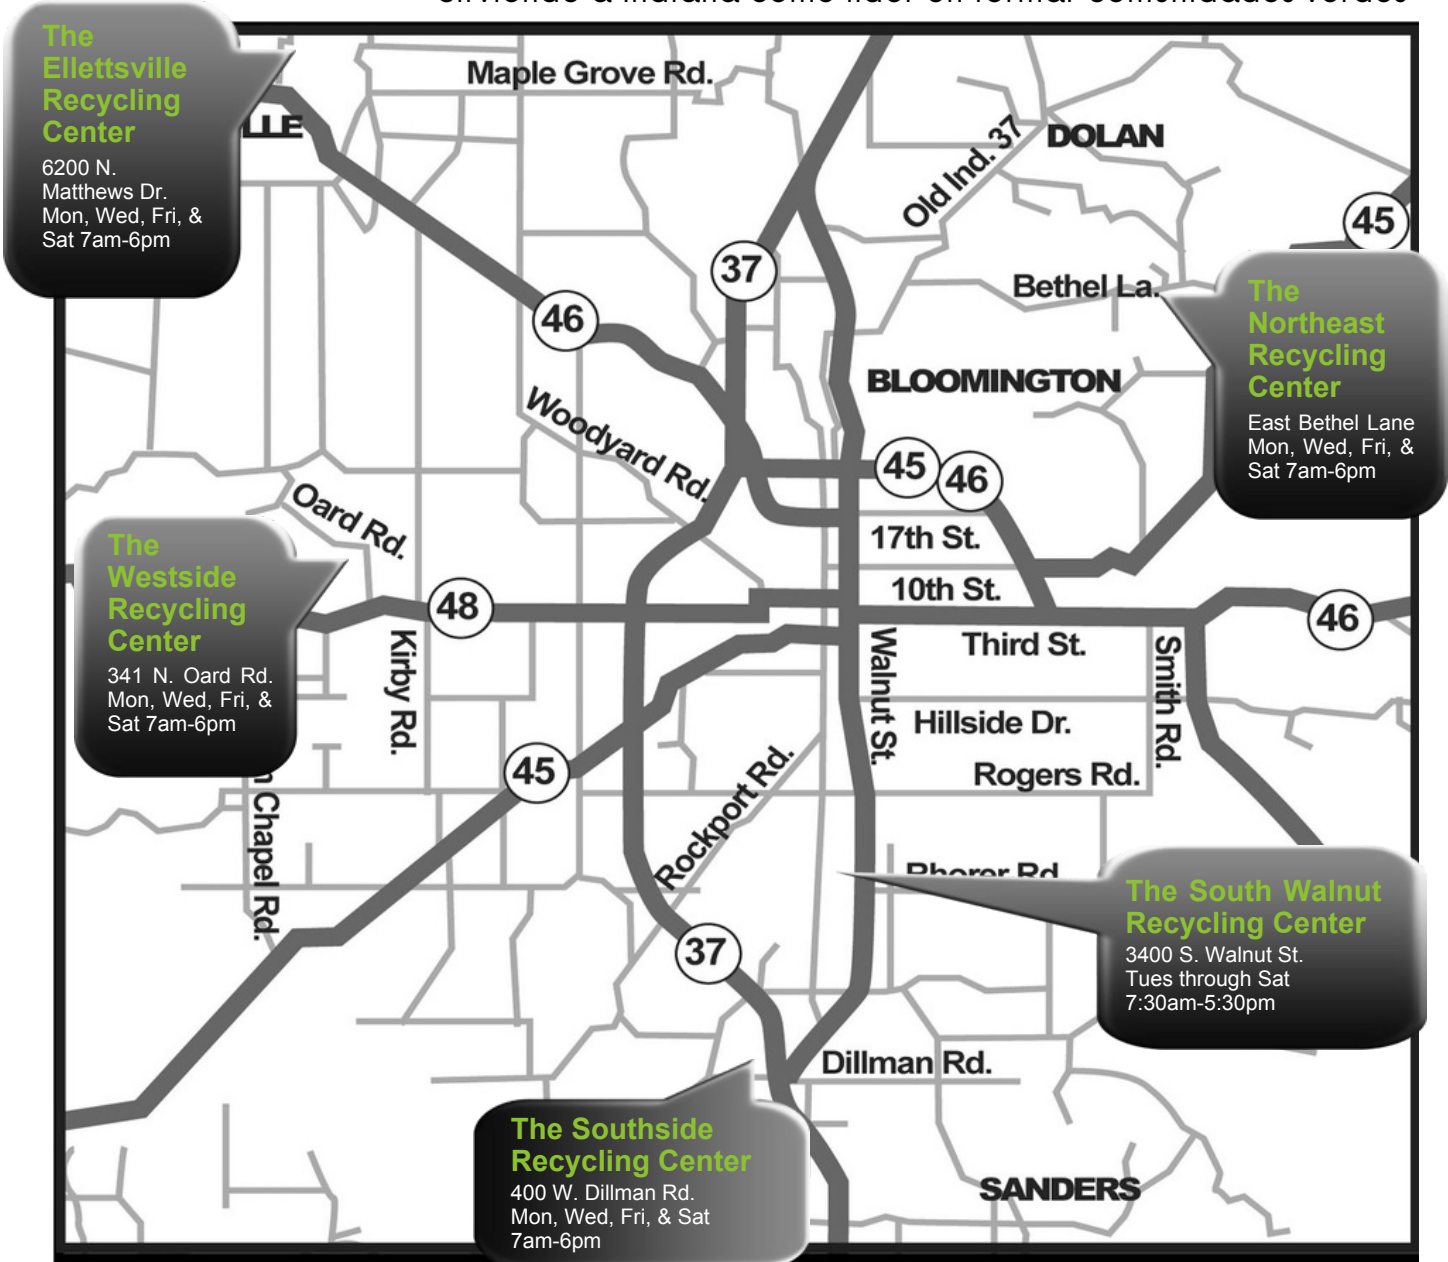 The
Ellettsville
Recycling
Center
6200 N.
Matthews Dr.
Mon, Wed, Fri, &
Sat 7am-6pm
Maple Grove Rd.
LLE
DOLAN
Old Ind. 37
45
37
Bethel La.
46
The
Northeast
Recycling
Center
East Bethel Lane
Mon, Wed, Fri, &
Sat 7am-6pm
BLOOMINGTON
Woodyard Rd.
45
46
Oard Rd.
17th St.
The
Westside
Recycling
Center
341 N. Oard Rd.
Mon, Wed, Fri, &
Sat 7am-6pm
10th St.
48
46
Kirby Rd.
Third St.
Walnut St.
Smith Rd.
Hillside Dr.
45
Rogers Rd.
Rockport Rd.
Chapel Rd.
Rhorer Rd
The South Walnut
Recycling Center
3400 S. Walnut St.
Tues through Sat
7:30am-5:30pm
37
Dillman Rd.
The Southside
Recycling Center
400 W. Dillman Rd.
Mon, Wed, Fri, & Sat
7am-6pm
SANDERS